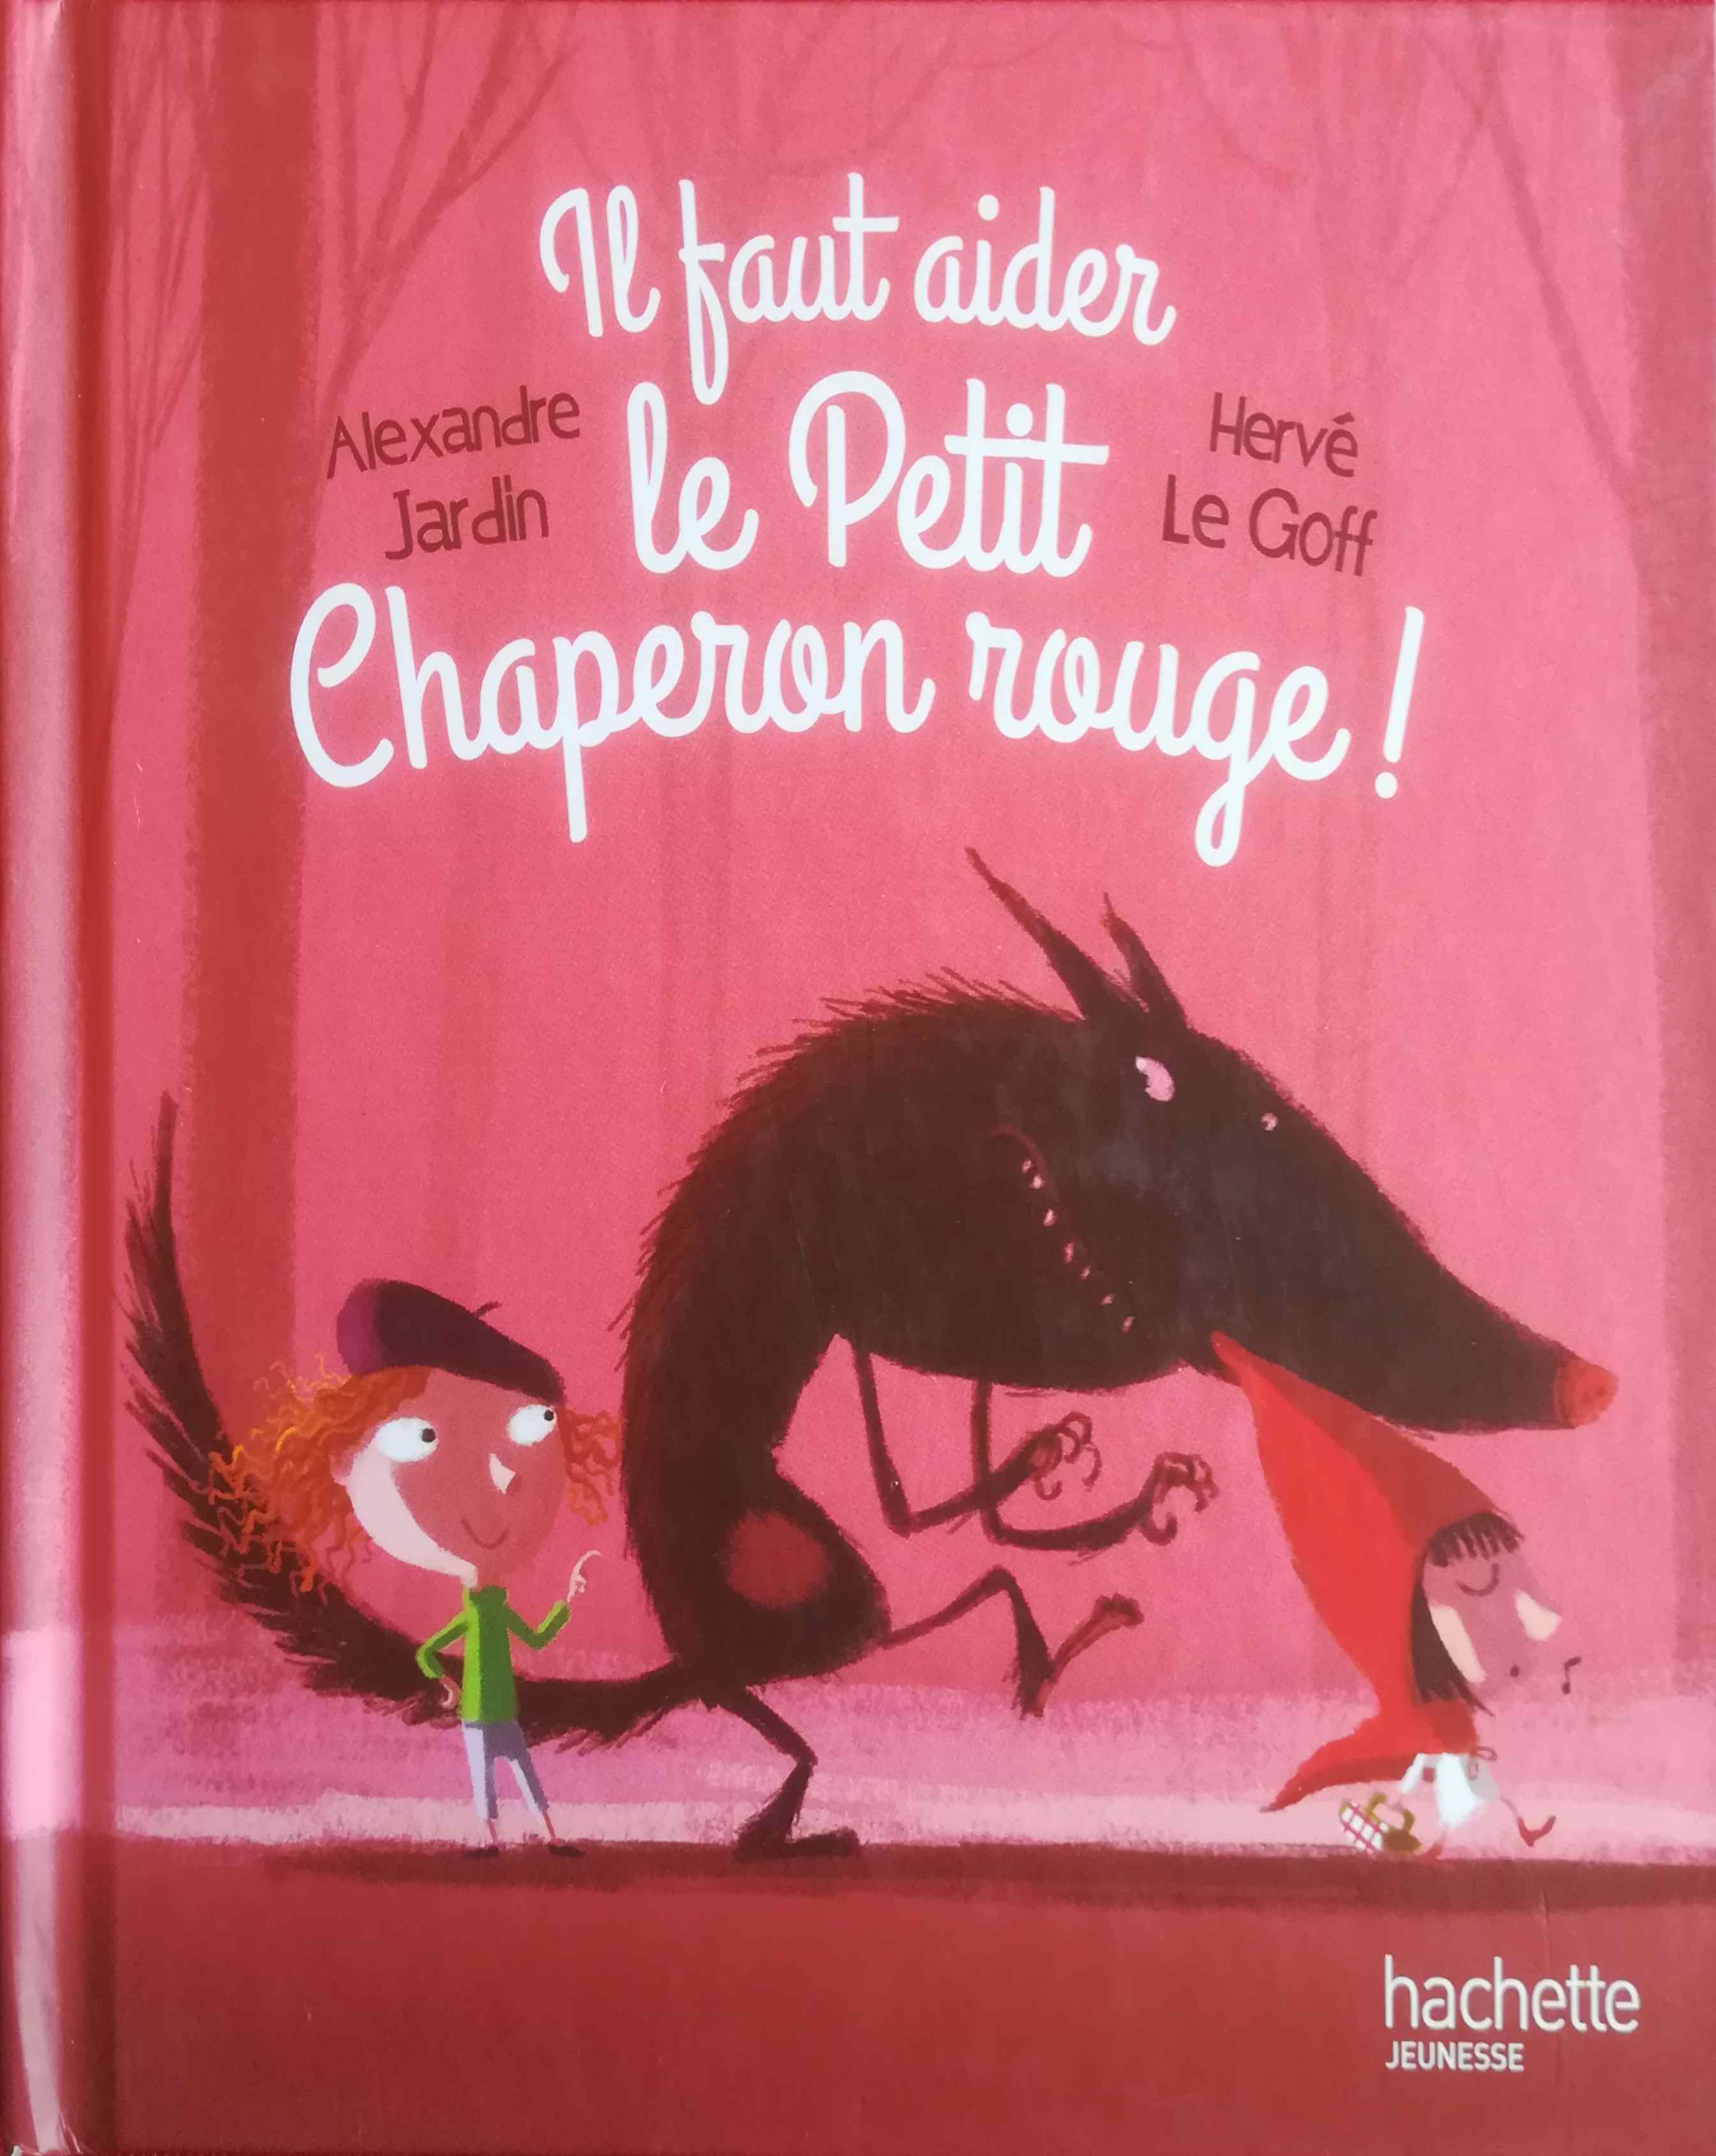 Il faut aider
Alexandre
Jardin
le Petit
Hervé
Le Goff
Chaperon rouge !
hachette
JEUNESSE